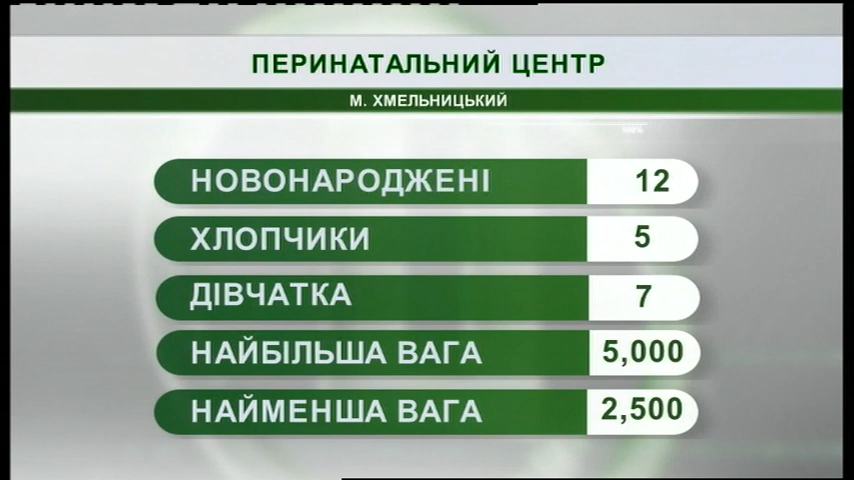 ПЕРИНАТАЛЬНИЙ ЦЕНТР
М. ХМЕЛЬНИЦЬКИЙ
НОВОНАРОДЖЕНІ 12
ХЛОПЧИКИ 5
ДІВЧАТКА 7
НАЙБІЛЬША ВАГА 5,000
НАЙМЕНША ВАГА 2,500